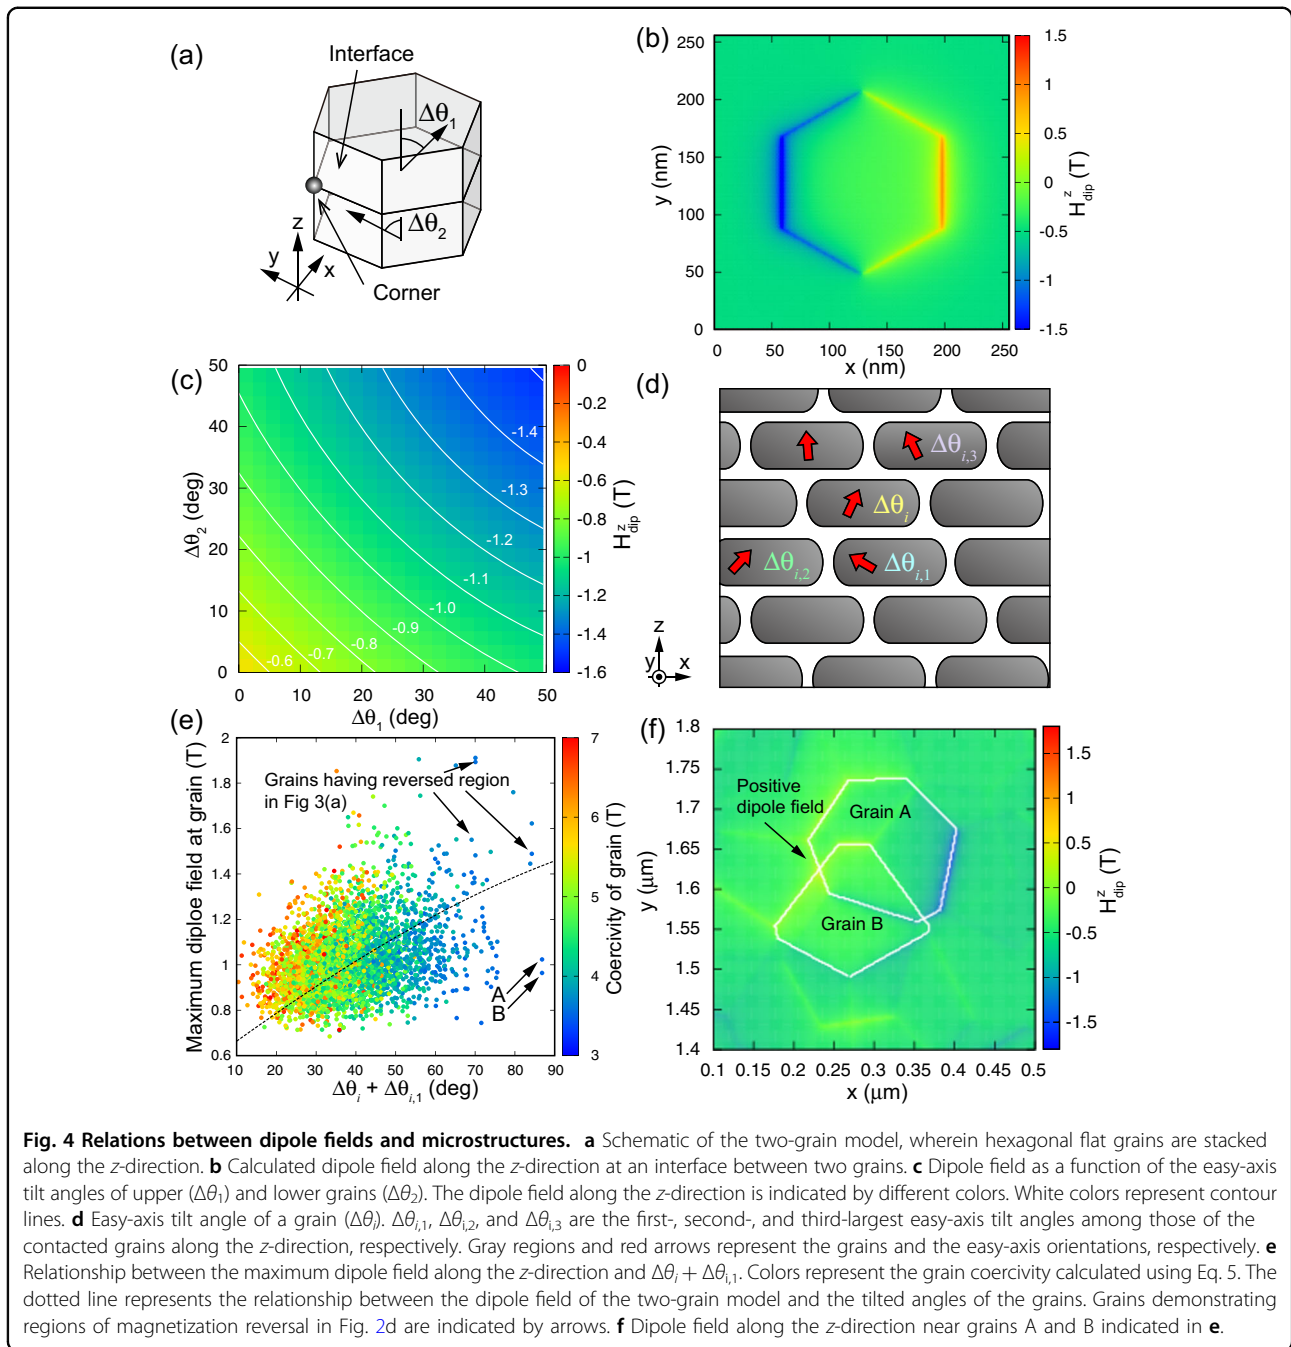 (a)
Interface
Δθ1
Δθ2
z
y
x
Corner
(b)
250
200
150
100
50
0
y (nm)
0 50 100 150 200 250
x (nm)
1.5
1
0.5
0
-0.5
-1
-1.5
H^z_dip (T)
(c)
50
40
30
20
10
0
Δθ2 (deg)
-1.4
-1.3
-1.2
-1.1
-1.0
-0.9
-0.8
-0.7
-0.6
0 10 20 30 40 50
Δθ1 (deg)
0
-0.2
-0.4
-0.6
-0.8
-1
-1.2
-1.4
-1.6
H^z_dip (T)
(d)
Δθi,3
Δθi
Δθi,2
Δθi,1
z
y
x
(e)
2
1.8
1.6
1.4
1.2
1
0.8
0.6
Maximum diploe field at grain (T)
Grains having reversed region
in Fig 3(a)
A
B
10 20 30 40 50 60 70 80 90
Δθi + Δθi,1 (deg)
7
6
5
4
3
Coercivity of grain (T)
(f)
1.8
1.75
1.7
1.65
1.6
1.55
1.5
1.45
1.4
y (μm)
Positive
dipole field
Grain A
Grain B
0.1 0.2 0.3 0.4 0.5
x (μm)
1.5
1
0.5
0
-0.5
-1
-1.5
H^z_dip (T)
Fig. 4 Relations between dipole fields and microstructures. a Schematic of the two-grain model, wherein hexagonal flat grains are stacked
along the z-direction. b Calculated dipole field along the z-direction at an interface between two grains. c Dipole field as a function of the easy-axis
tilt angles of upper (Δθ1) and lower grains (Δθ2). The dipole field along the z-direction is indicated by different colors. White colors represent contour
lines. d Easy-axis tilt angle of a grain (Δθi). Δθi,1, Δθi,2, and Δθi,3 are the first-, second-, and third-largest easy-axis tilt angles among those of the
contacted grains along the z-direction, respectively. Gray regions and red arrows represent the grains and the easy-axis orientations, respectively. e
Relationship between the maximum dipole field along the z-direction and Δθi + Δθi,1. Colors represent the grain coercivity calculated using Eq. 5. The
dotted line represents the relationship between the dipole field of the two-grain model and the tilted angles of the grains. Grains demonstrating
regions of magnetization reversal in Fig. 2d are indicated by arrows. f Dipole field along the z-direction near grains A and B indicated in e.